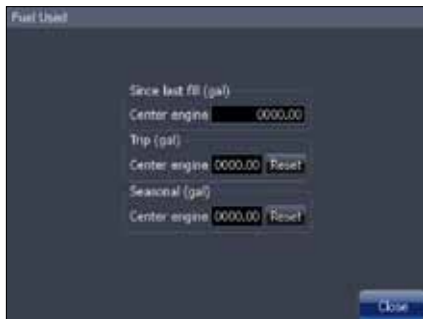 Fuel Used
Since last fill (gal)
Center engine 0000.00
Trip (gal)
Center engine 0000.00 Reset
Seasonal (gal)
Center engine 0000.00 Reset
Close